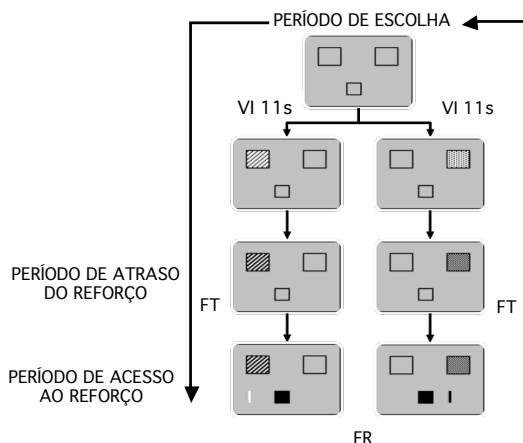 PERÍODO DE ESCOLHA
VI 11s
VI 11s
PERÍODO DE ATRASO
DO REFORÇO
FT
FT
PERÍODO DE ACESSO
AO REFORÇO
FR